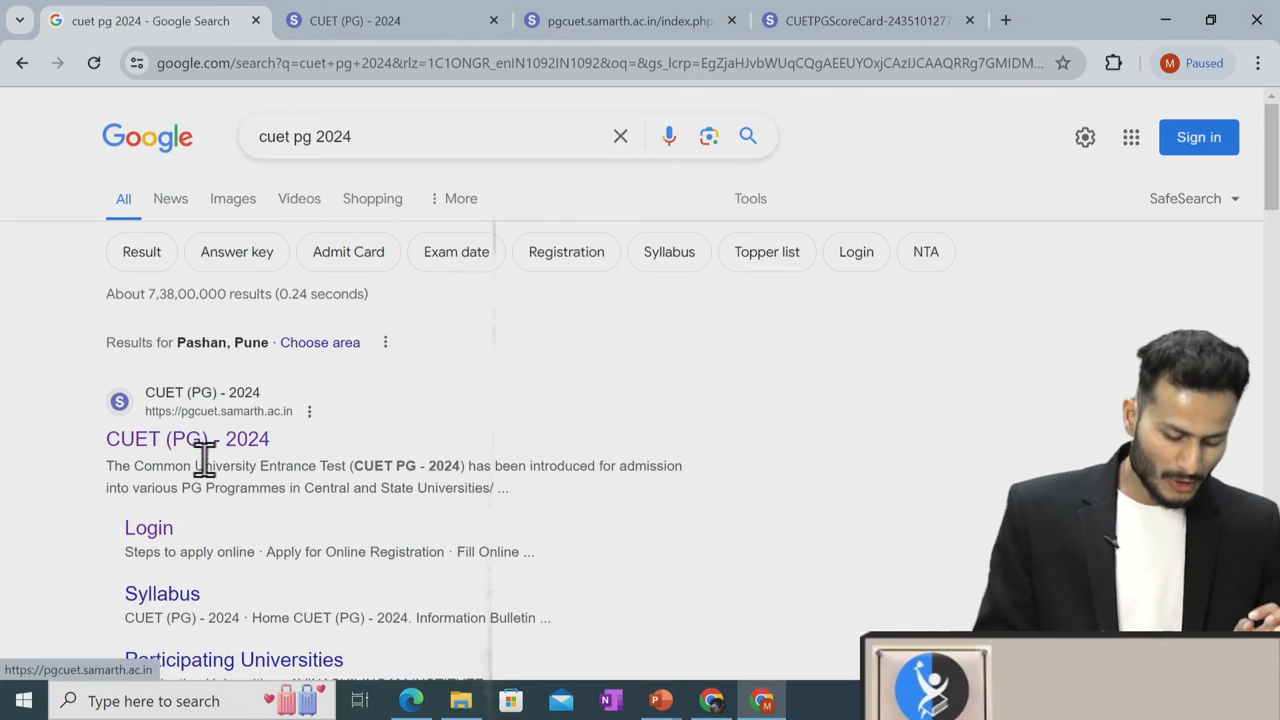 cuet pg 2024 - Google Search
CUET (PG) - 2024
pgcuet.samarth.ac.in/index.php
CUETPGScoreCard-2435101277
google.com/search?q=cuet+pg+2024&rlz=1C1ONGR_enIN1092IN1092&oq=&gs_lcrp=EgZjaHJvbWUqCQgAEEUYOxjCAzIJCAAQRRg7GMIDM...
M Paused
Google
cuet pg 2024
Sign in
All News Images Videos Shopping More Tools
SafeSearch
Result Answer key Admit Card Exam date Registration Syllabus Topper list Login NTA
About 7,38,00,000 results (0.24 seconds)
Results for Pashan, Pune · Choose area
S
CUET (PG) - 2024
https://pgcuet.samarth.ac.in
CUET (PG) - 2024
The Common University Entrance Test (CUET PG - 2024) has been introduced for admission
into various PG Programmes in Central and State Universities/ ...
Login
Steps to apply online · Apply for Online Registration · Fill Online ...
Syllabus
CUET (PG) - 2024 · Home CUET (PG) - 2024. Information Bulletin ...
Participating Universities
https://pgcuet.samarth.ac.in
Type here to search